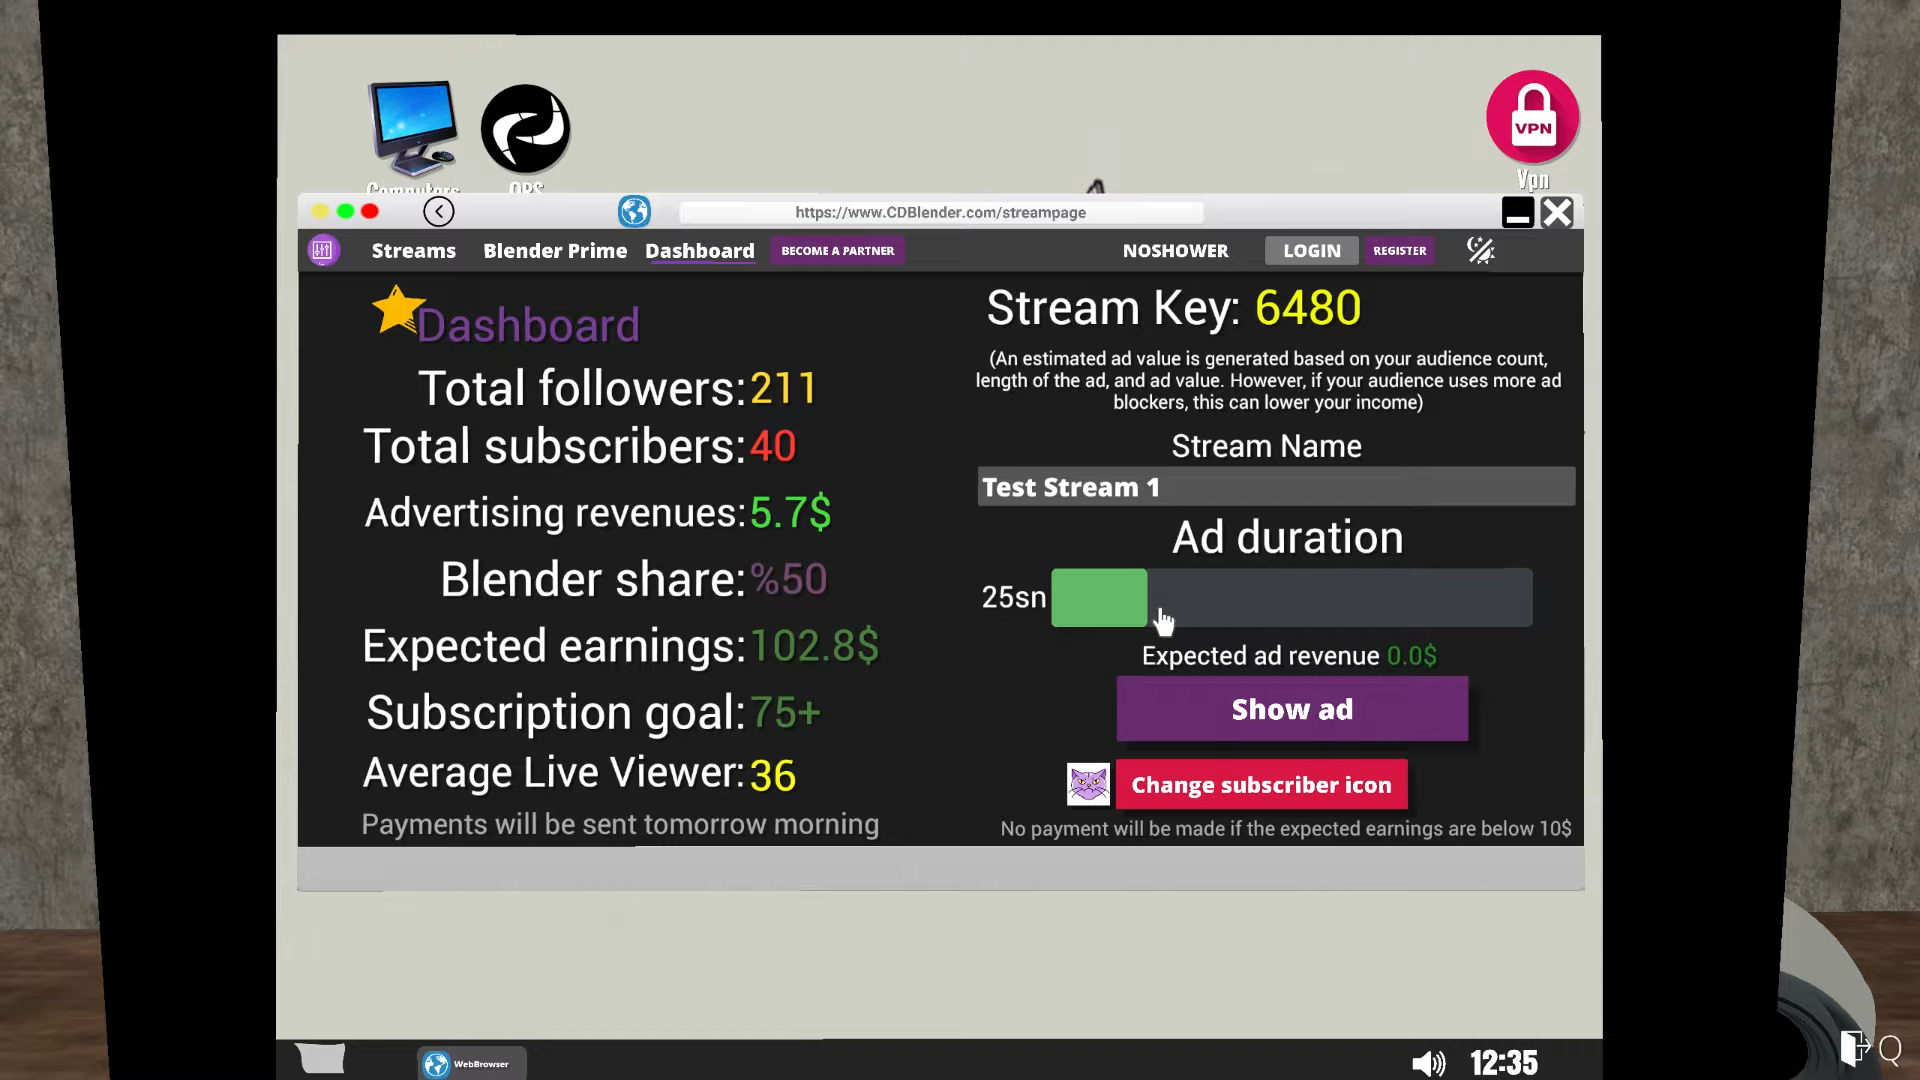 VPN
Vpn
https://www.CDBlender.com/streampage
Streams
Blender Prime
Dashboard
BECOME A PARTNER
NOSHOWER
LOGIN
REGISTER
Dashboard
Total followers:211
Total subscribers:40
Advertising revenues:5.7$
Blender share:%50
Expected earnings:102.8$
Subscription goal:75+
Average Live Viewer:36
Payments will be sent tomorrow morning
Stream Key: 6480
(An estimated ad value is generated based on your audience count,
length of the ad, and ad value. However, if your audience uses more ad
blockers, this can lower your income)
Stream Name
Test Stream 1
Ad duration
25sn
Expected ad revenue 0.0$
Show ad
Change subscriber icon
No payment will be made if the expected earnings are below 10$
WebBrowser
12:35
Q